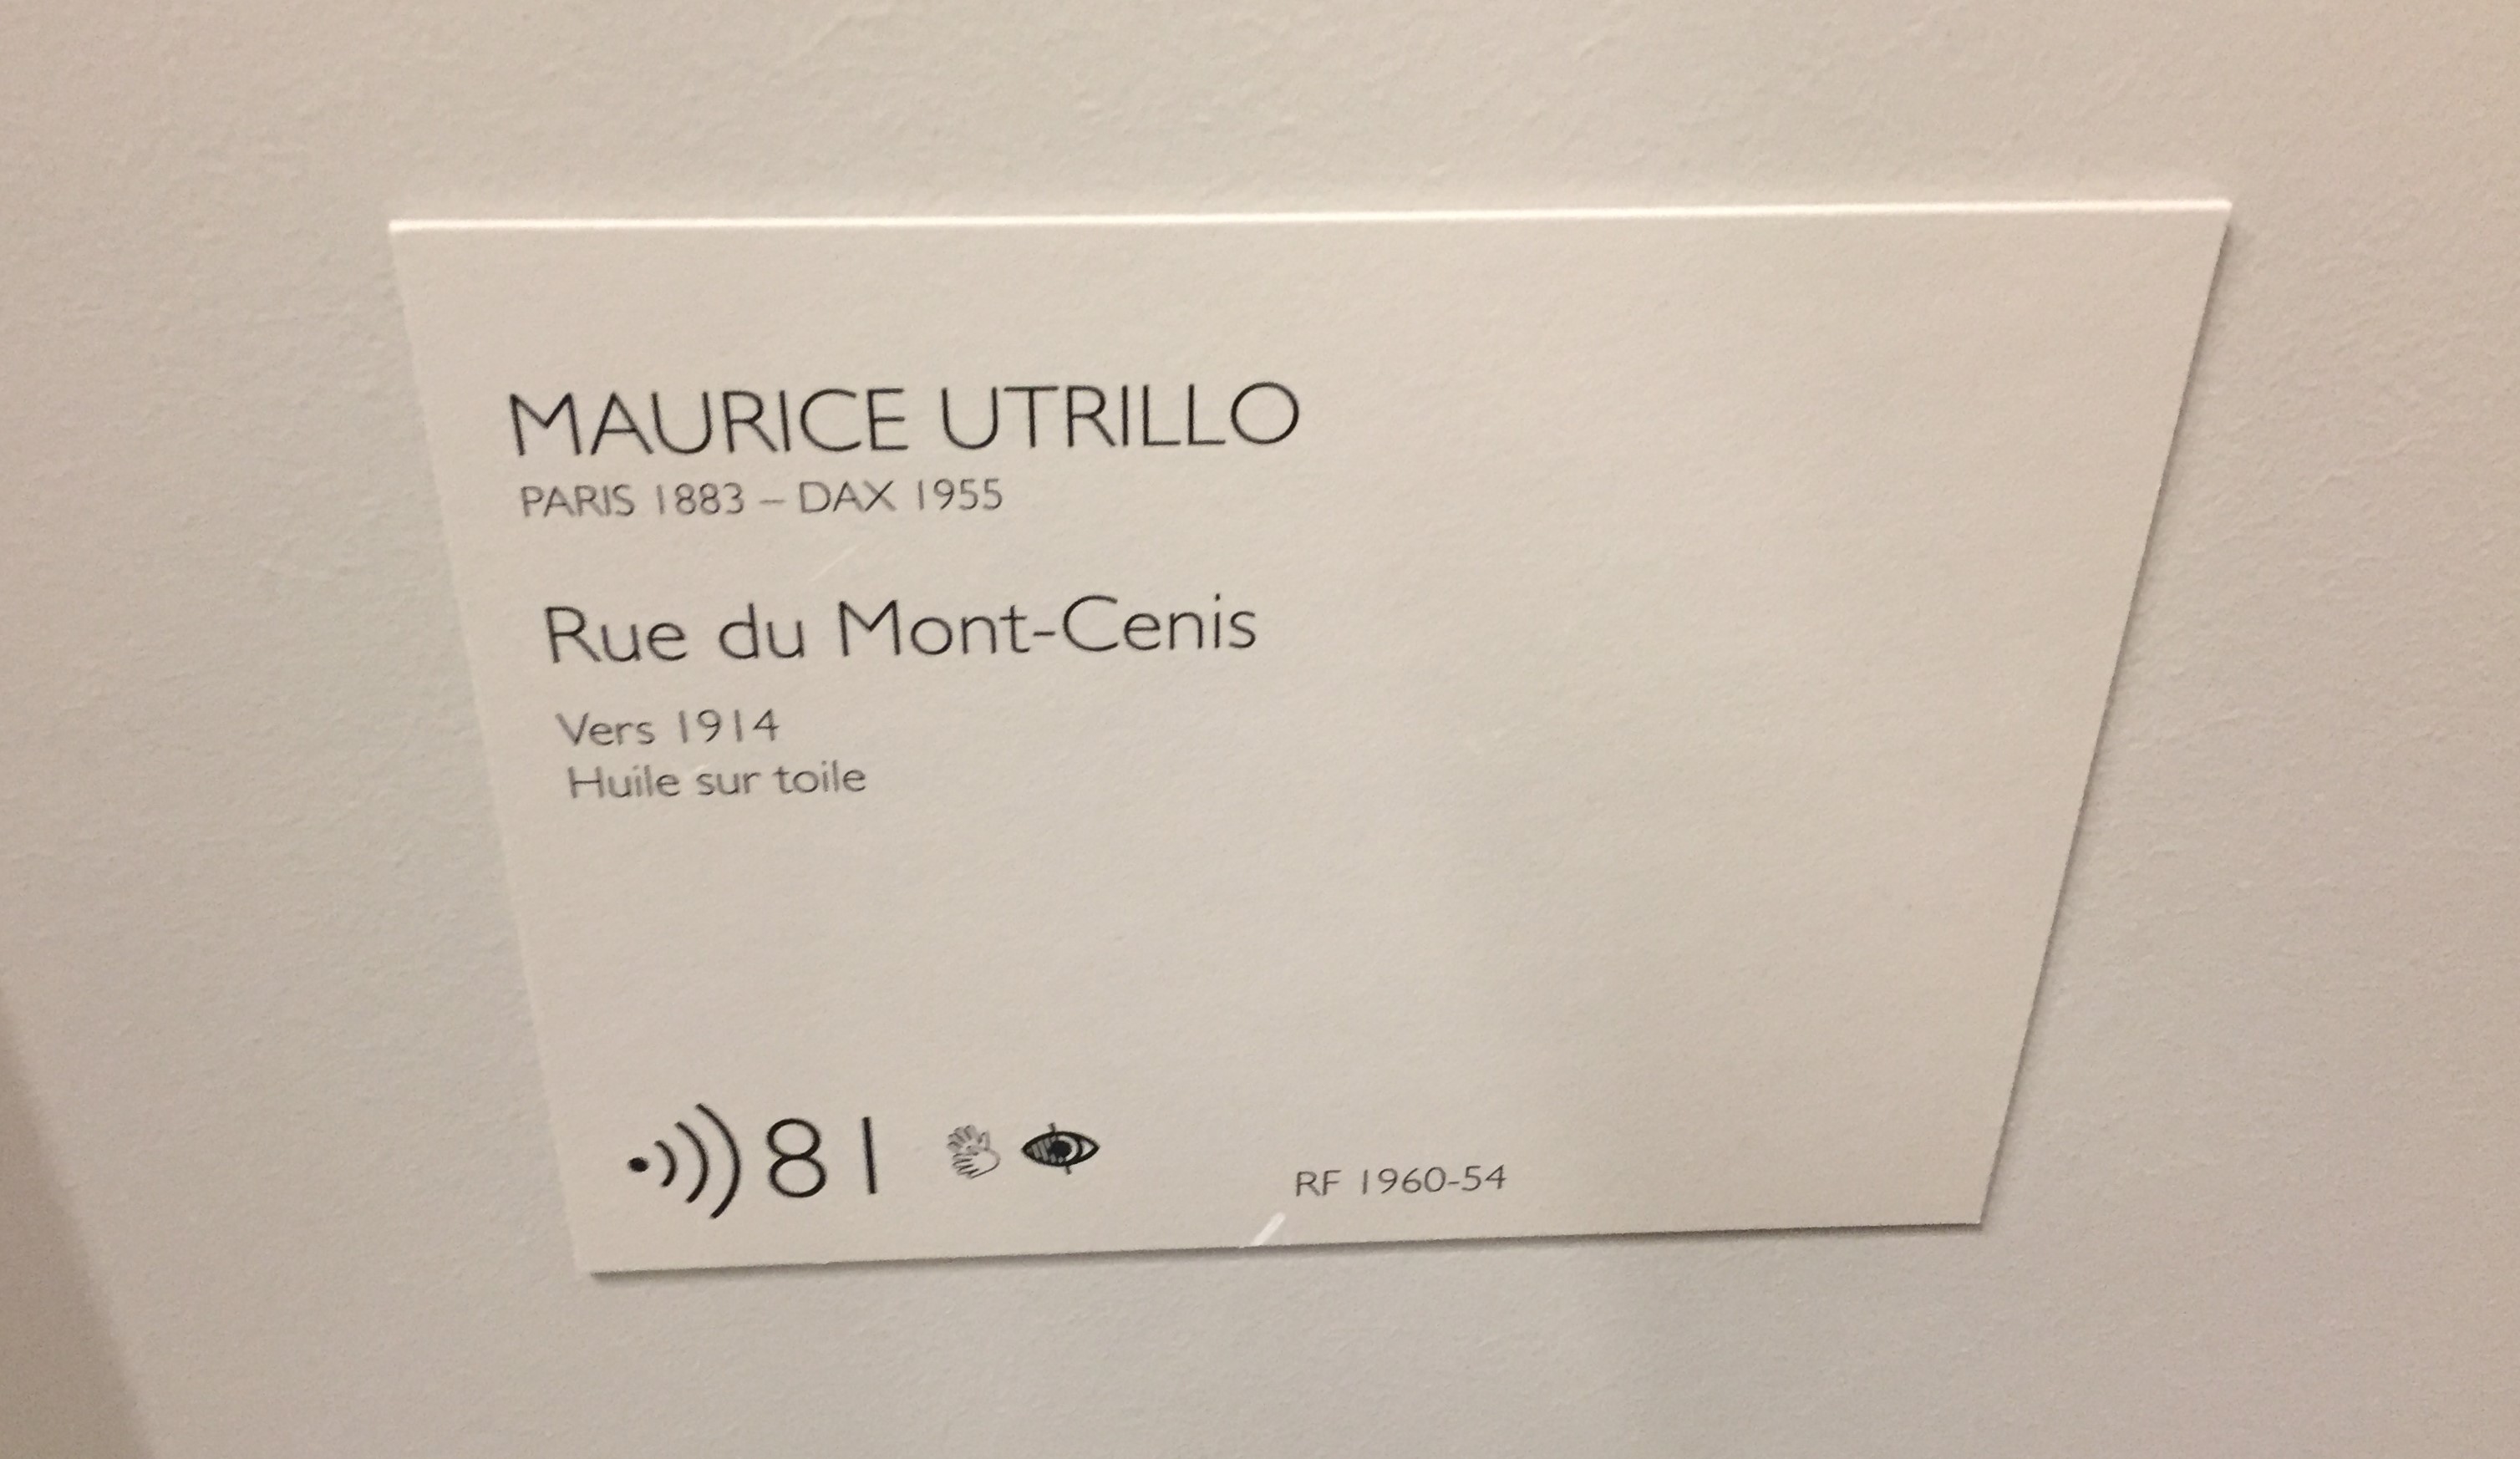 MAURICE UTRILLO
PARIS 1883 – DAX 1955
Rue du Mont-Cenis
Vers 1914
Huile sur toile
81
RF 1960-54